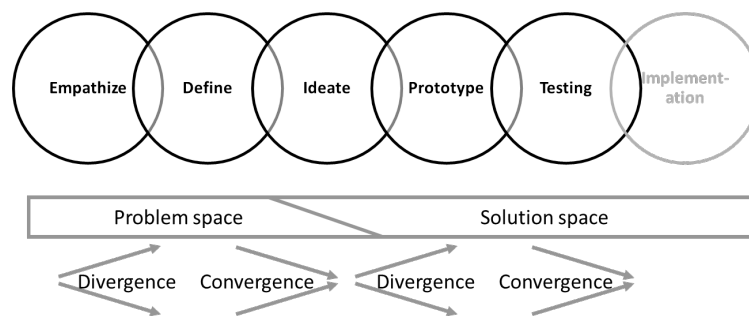 Empathize
Define
Ideate
Prototype
Testing
Implement-
ation
Problem space
Solution space
Divergence
Convergence
Divergence
Convergence